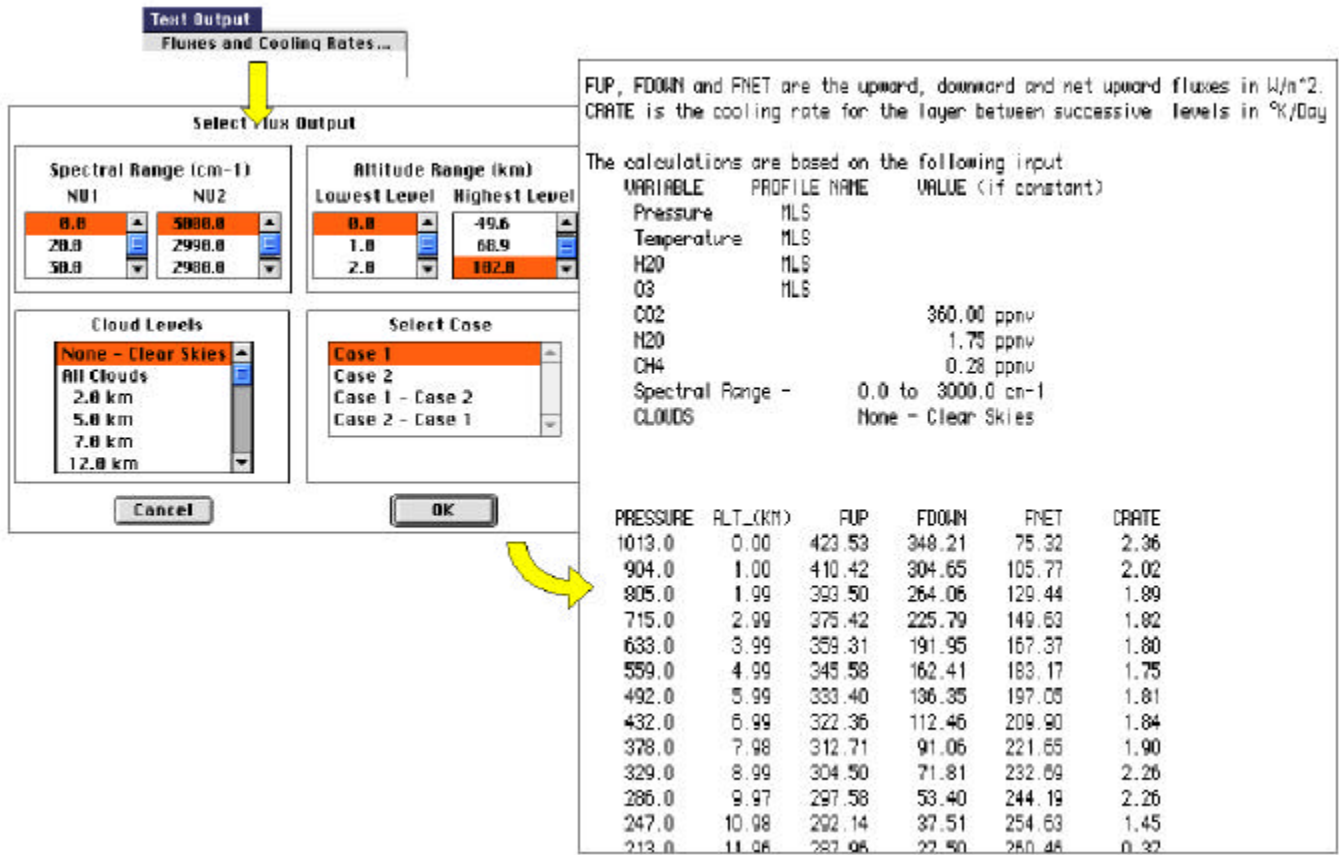 Text Output
Fluxes and Cooling Rates...
Select Flux Output
Spectral Range (cm-1)
NU1 NU2
0.0 3000.0
20.0 2990.0
30.0 2980.0
Altitude Range (km)
Lowest Level Highest Level
0.0 49.6
1.0 68.9
2.0 102.0
Cloud Levels
None - Clear Skies
All Clouds
2.0 km
5.0 km
7.0 km
12.0 km
Select Case
Case 1
Case 2
Case 1 - Case 2
Case 2 - Case 1
Cancel
OK
FUP, FDOWN and FNET are the upward, downward and net upward fluxes in W/m^2.
CRATE is the cooling rate for the layer between successive levels in °K/Day
The calculations are based on the following input
VARIABLE PROFILE NAME VALUE (if constant)
Pressure MLS
Temperature MLS
H2O MLS
O3 MLS
CO2 360.00 ppmv
N2O 1.75 ppmv
CH4 0.28 ppmv
Spectral Range - 0.0 to 3000.0 cm-1
CLOUDS None - Clear Skies
PRESSURE ALT_(KM) FUP FDOWN FNET CRATE
1013.0 0.00 423.53 348.21 75.32 2.36
904.0 1.00 410.42 304.65 105.77 2.02
805.0 1.99 393.50 264.06 129.44 1.89
715.0 2.99 375.42 225.79 149.63 1.82
633.0 3.99 359.31 191.95 167.37 1.80
559.0 4.99 345.58 162.41 183.17 1.75
492.0 5.99 333.40 136.35 197.05 1.81
432.0 6.99 322.36 112.46 209.90 1.84
378.0 7.98 312.71 91.06 221.65 1.90
329.0 8.99 304.50 71.81 232.69 2.26
286.0 9.97 297.58 53.40 244.19 2.26
247.0 10.98 292.14 37.51 254.63 1.45
213.0 11.96 287.96 27.50 260.46 0.37